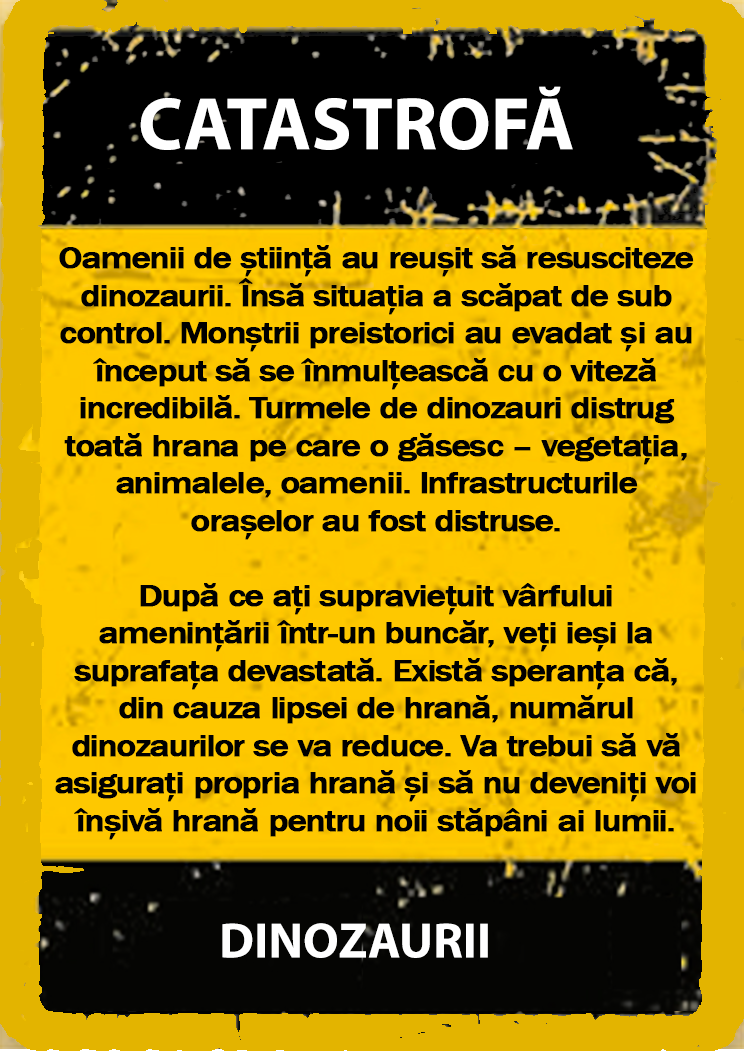 CATASTROFĂ
Oamenii de știință au reușit să resusciteze
dinozaurii. Însă situația a scăpat de sub
control. Monștrii preistorici au evadat și au
început să se înmulțească cu o viteză
incredibilă. Turmele de dinozauri distrug
toată hrana pe care o găsesc – vegetația,
animalele, oamenii. Infrastructurile
orașelor au fost distruse.
După ce ați supraviețuit vârfului
amenințării într-un buncăr, veți ieși la
suprafața devastată. Există speranța că,
din cauza lipsei de hrană, numărul
dinozaurilor se va reduce. Va trebui să vă
asigurați propria hrană și să nu deveniți voi
înșivă hrană pentru noii stăpâni ai lumii.
DINOZAURII